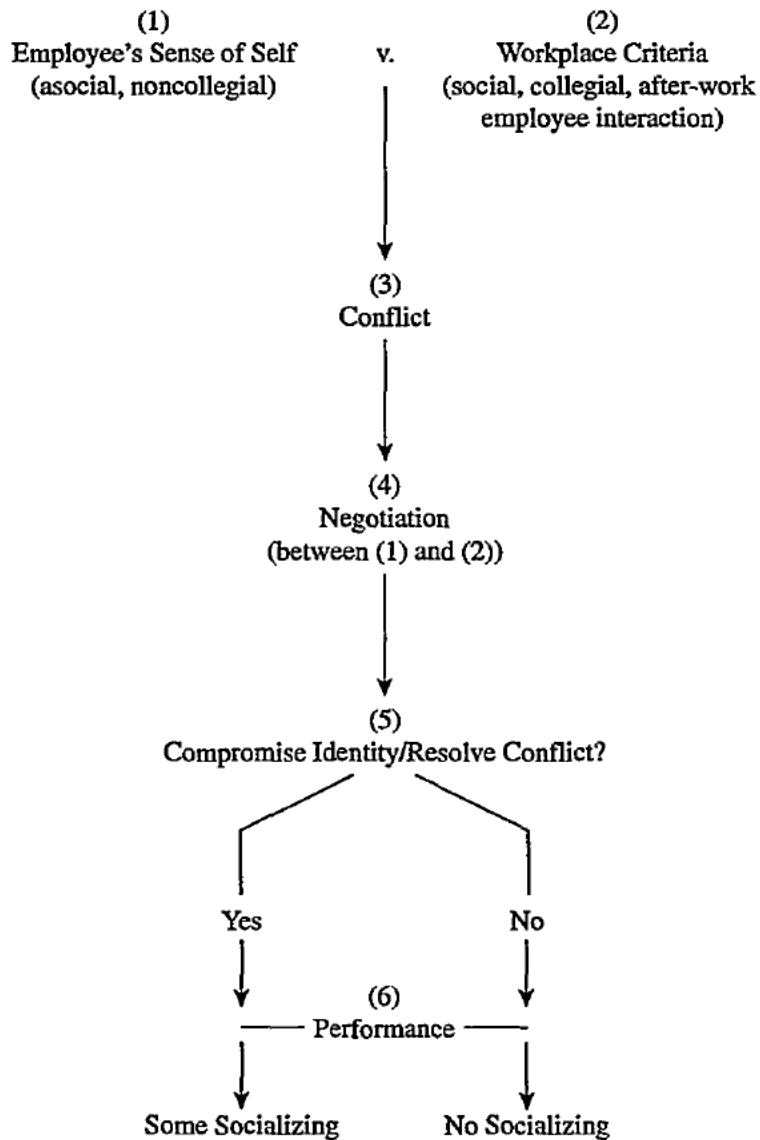 (1)
Employee's Sense of Self
(asocial, noncollegial)
v.
(2)
Workplace Criteria
(social, collegial, after-work
employee interaction)
(3)
Conflict
(4)
Negotiation
(between (1) and (2))
(5)
Compromise Identity/Resolve Conflict?
Yes
No
(6)
Performance
Some Socializing
No Socializing